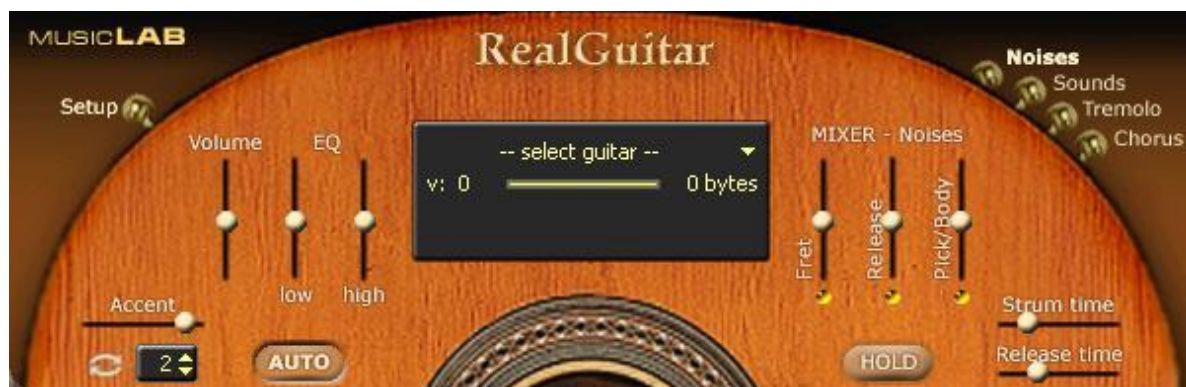 MUSICLAB
RealGuitar
Noises
Sounds
Tremolo
Chorus
Setup
Volume
EQ
-- select guitar --
v: 0
0 bytes
MIXER - Noises
Fret
Release
Pick/Body
low
high
Accent
2
AUTO
HOLD
Strum time
Release time